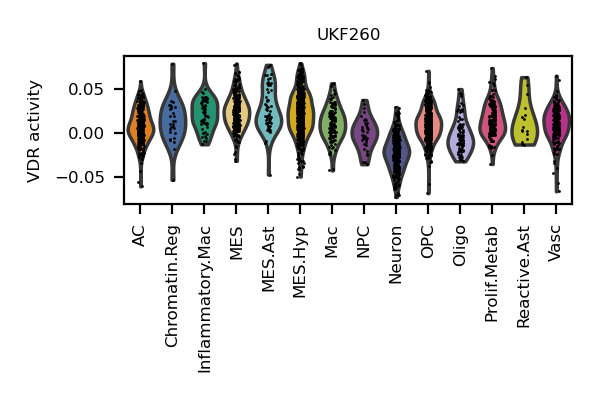 UKF260
VDR activity
0.05
0.00
−0.05
AC
Chromatin.Reg
Inflammatory.Mac
MES
MES.Ast
MES.Hyp
Mac
NPC
Neuron
OPC
Oligo
Prolif.Metab
Reactive.Ast
Vasc